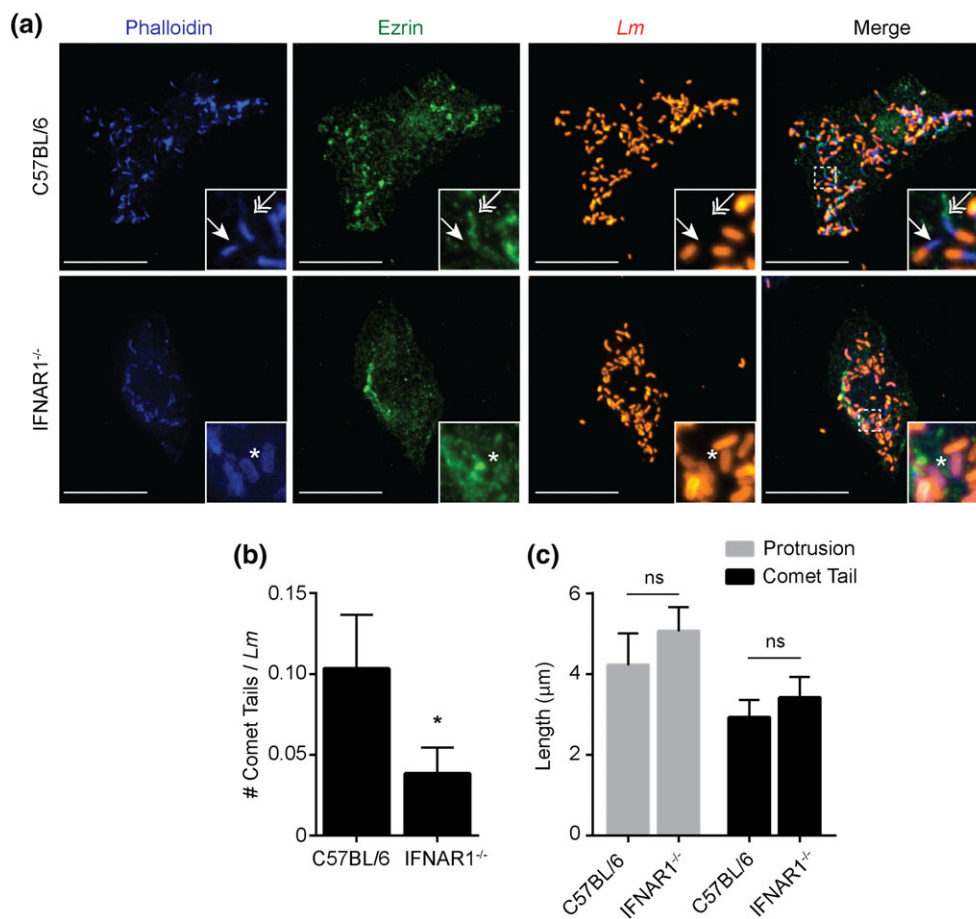 (a)
Phalloidin Ezrin Lm Merge
C57BL/6
IFNAR1-/-
*
*
*
*
(b)
# Comet Tails / Lm
0.15
0.10
0.05
0
*
C57BL/6 IFNAR1-/-
(c)
Protrusion
Comet Tail
Length (μm)
6
4
2
0
ns
ns
C57BL/6
IFNAR1-/-
C57BL/6
IFNAR1-/-